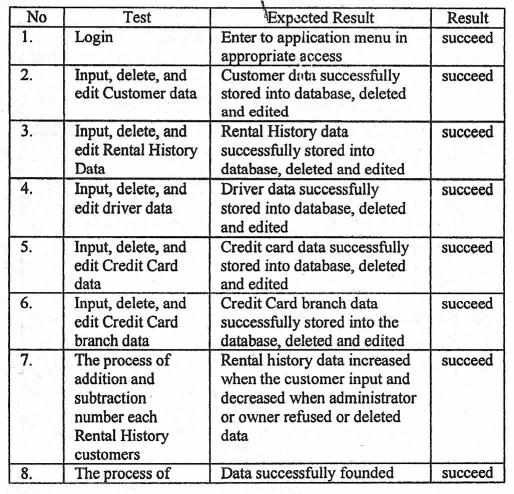 No Test Expected Result Result
1. Login Enter to application menu in succeed
appropriate access
2. Input, delete, and Customer data successfully succeed
edit Customer data stored into database, deleted
and edited
3. Input, delete, and Rental History data succeed
edit Rental History successfully stored into
Data database, deleted and edited
4. Input, delete, and Driver data successfully succeed
edit driver data stored into database, deleted
and edited
5. Input, delete, and Credit card data successfully succeed
edit Credit Card stored into database, deleted
data and edited
6. Input, delete, and Credit Card branch data succeed
edit Credit Card successfully stored into the
branch data database, deleted and edited
7. The process of Rental history data increased succeed
addition and when the customer input and
subtraction decreased when administrator
number each or owner refused or deleted
Rental History data
customers
8. The process of Data successfully founded succeed